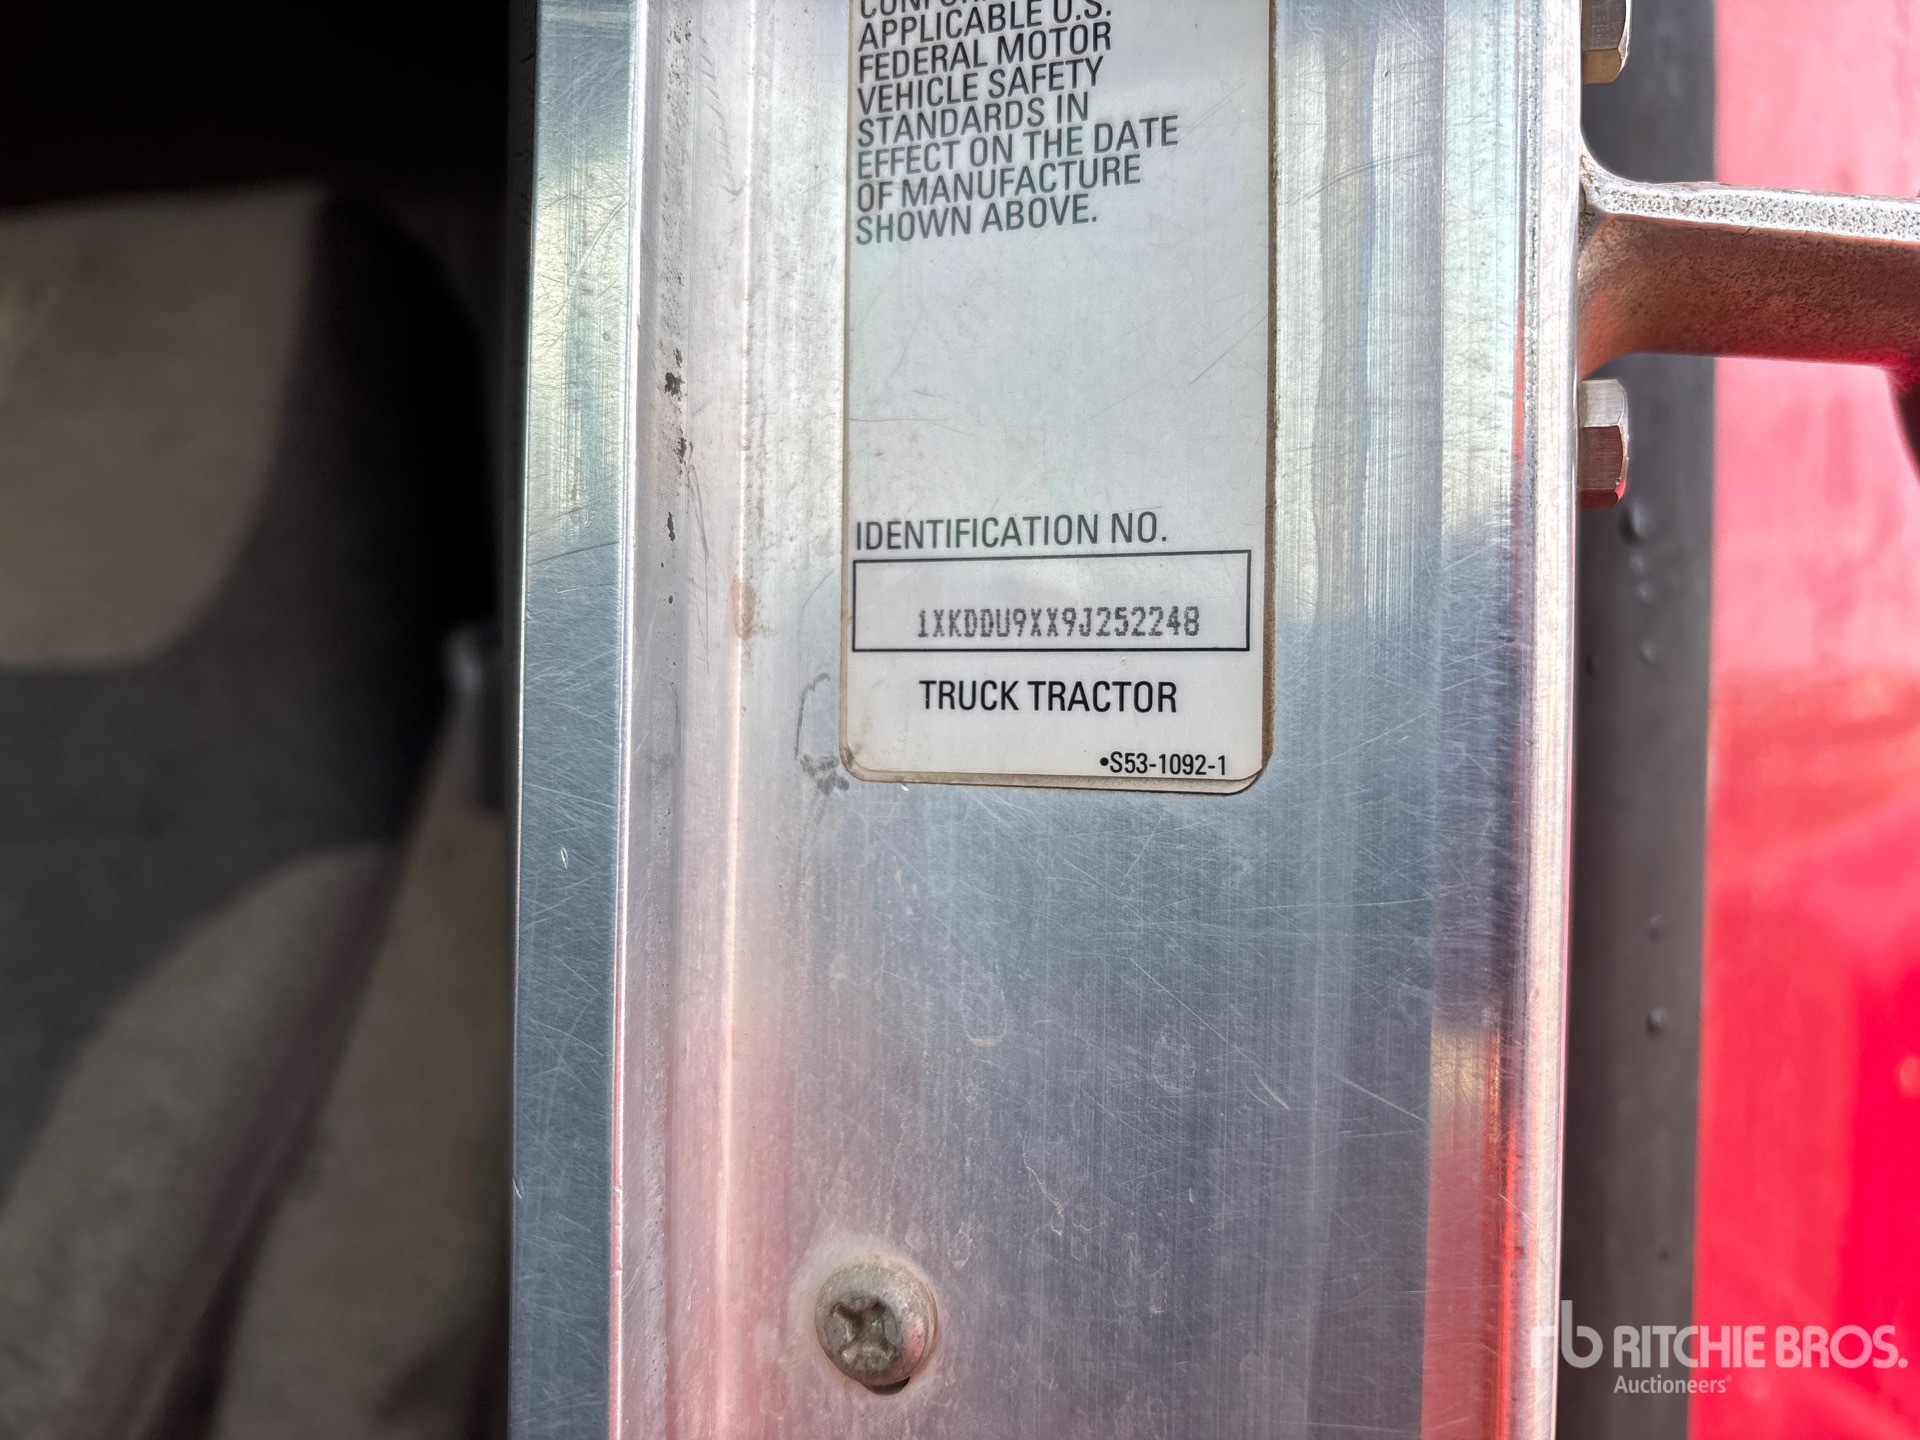 APPLICABLE U.S.
FEDERAL MOTOR
VEHICLE SAFETY
STANDARDS IN
EFFECT ON THE DATE
OF MANUFACTURE
SHOWN ABOVE.
IDENTIFICATION NO.
1XKDDU9XX9J252248
TRUCK TRACTOR
•S53-1092-1
rb RITCHIE BROS.
Auctioneers